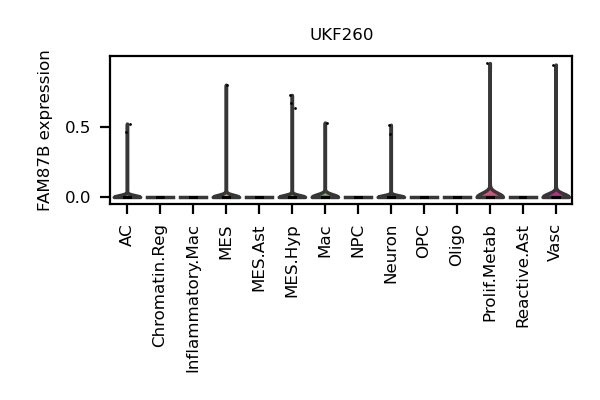 UKF260
FAM87B expression
0.5
0.0
AC
Chromatin.Reg
Inflammatory.Mac
MES
MES.Ast
MES.Hyp
Mac
NPC
Neuron
OPC
Oligo
Prolif.Metab
Reactive.Ast
Vasc